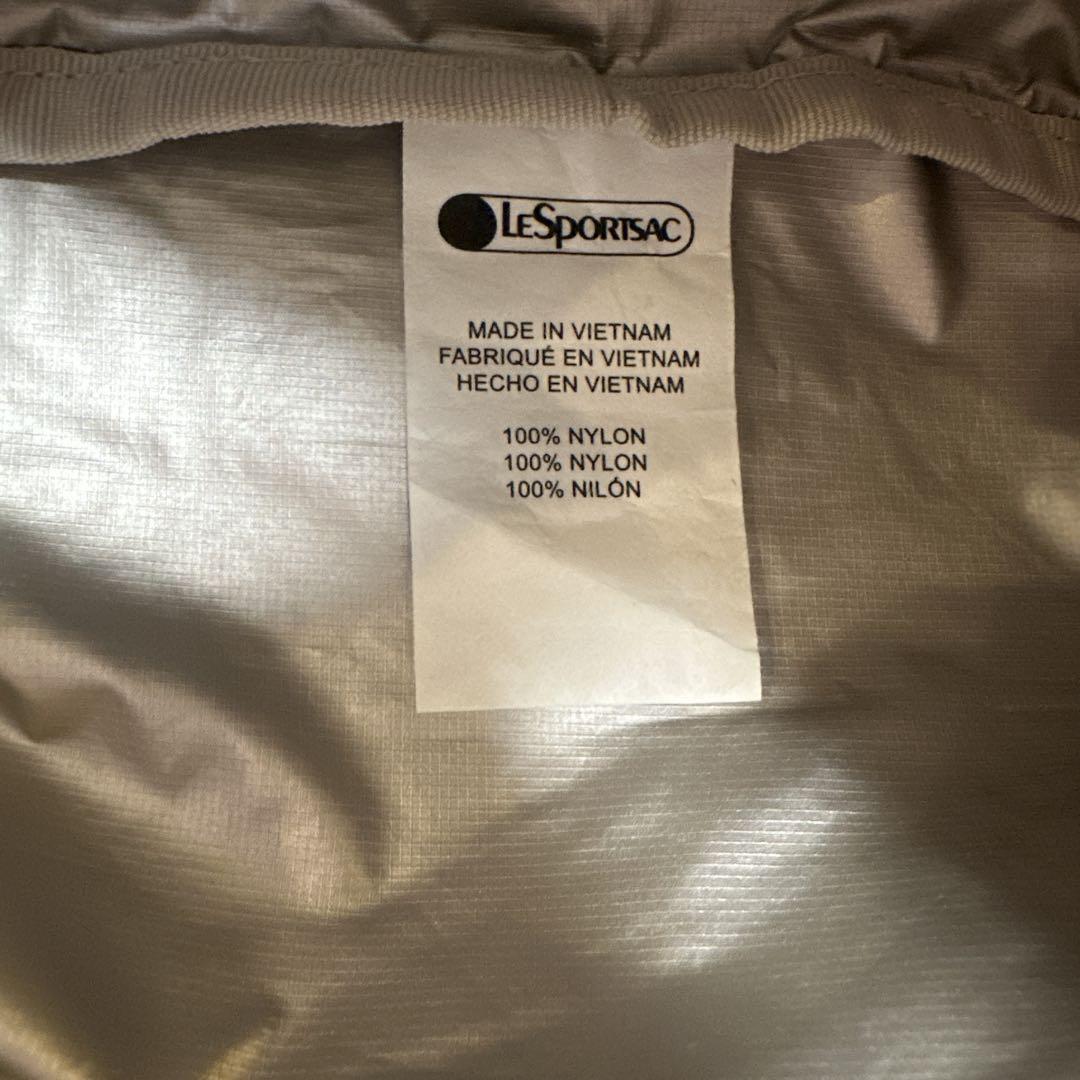 LESPORTSAC
MADE IN VIETNAM
FABRIQUÉ EN VIETNAM
HECHO EN VIETNAM
100% NYLON
100% NYLON
100% NILÓN